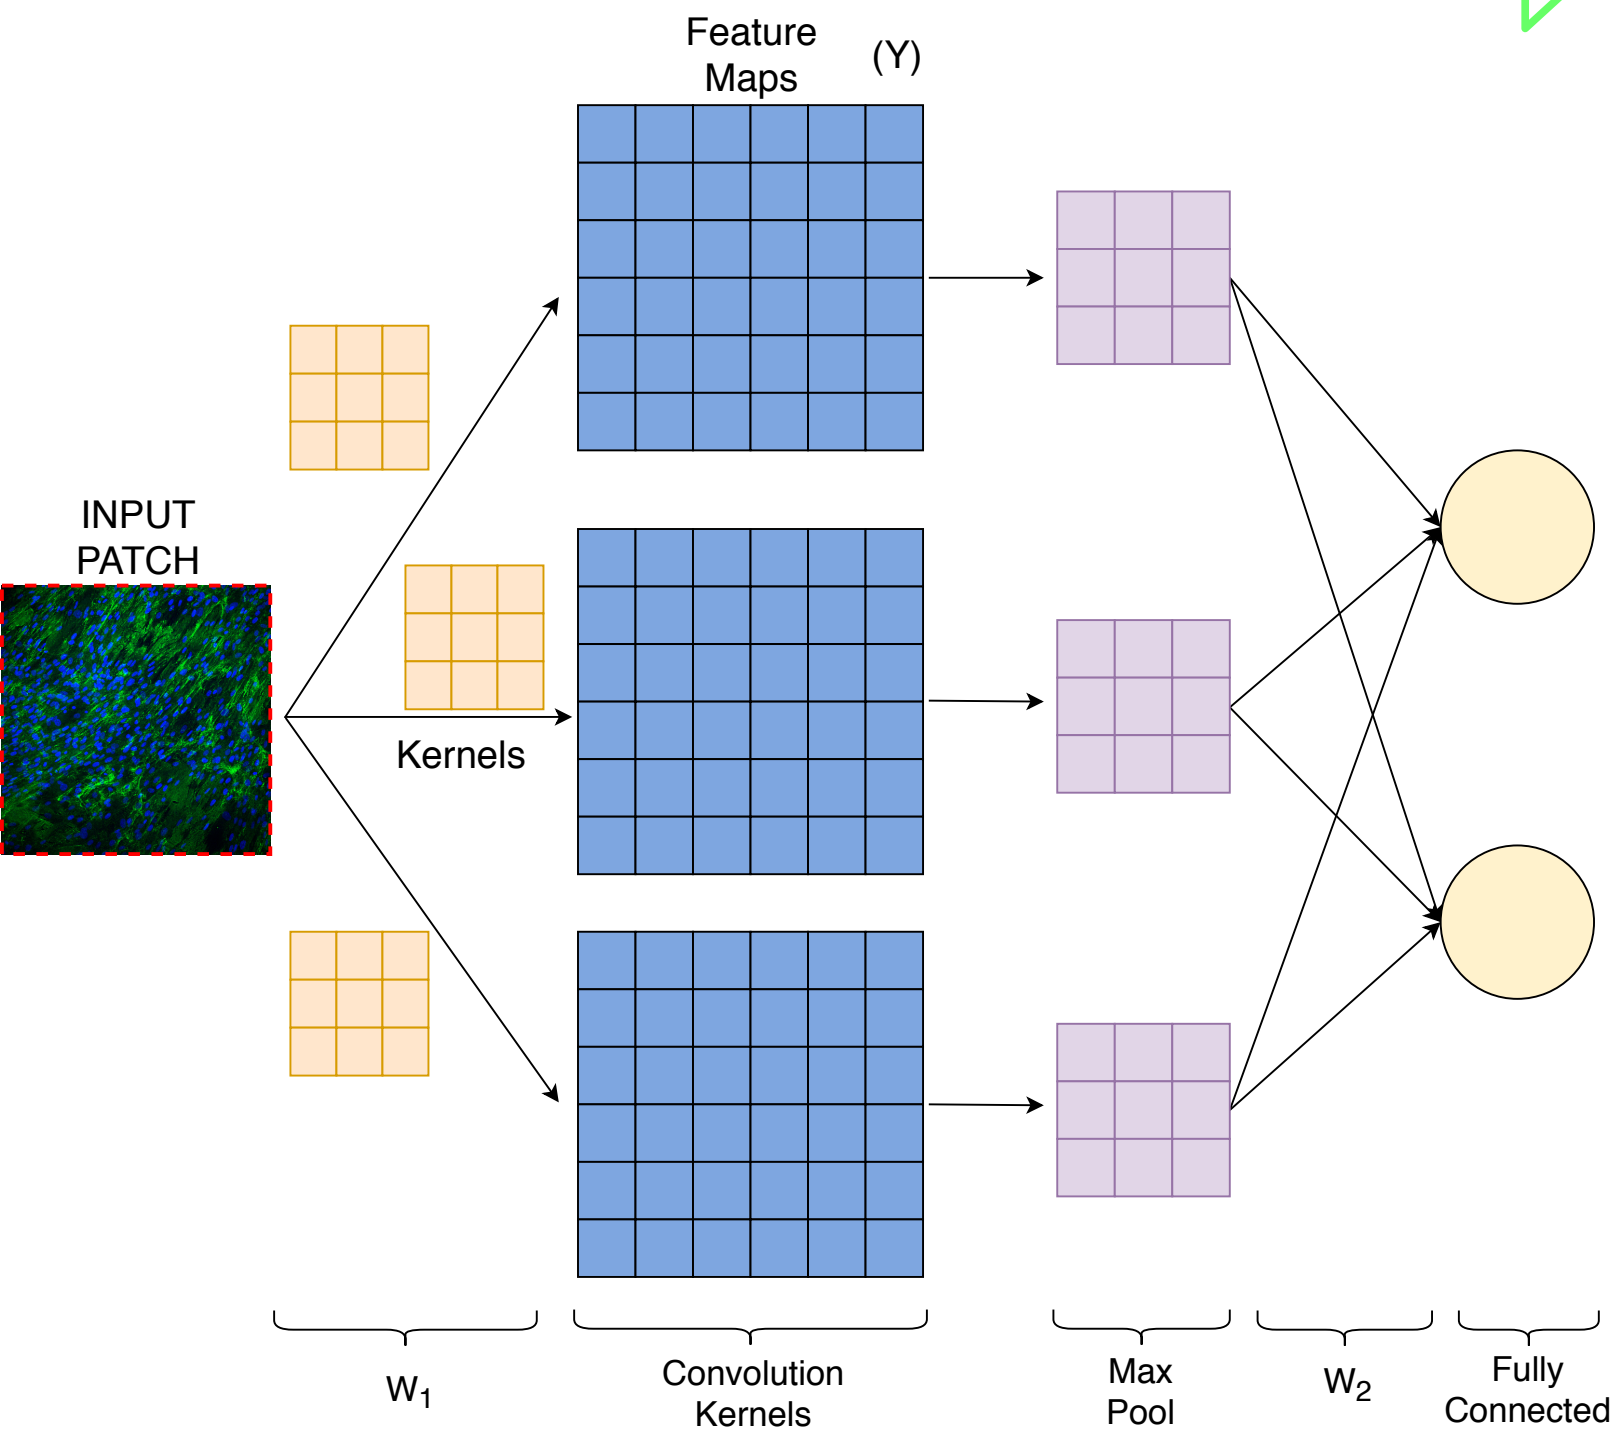 Feature
Maps
(Y)
INPUT
PATCH
Kernels
W1
Convolution
Kernels
Max
Pool
W2
Fully
Connected